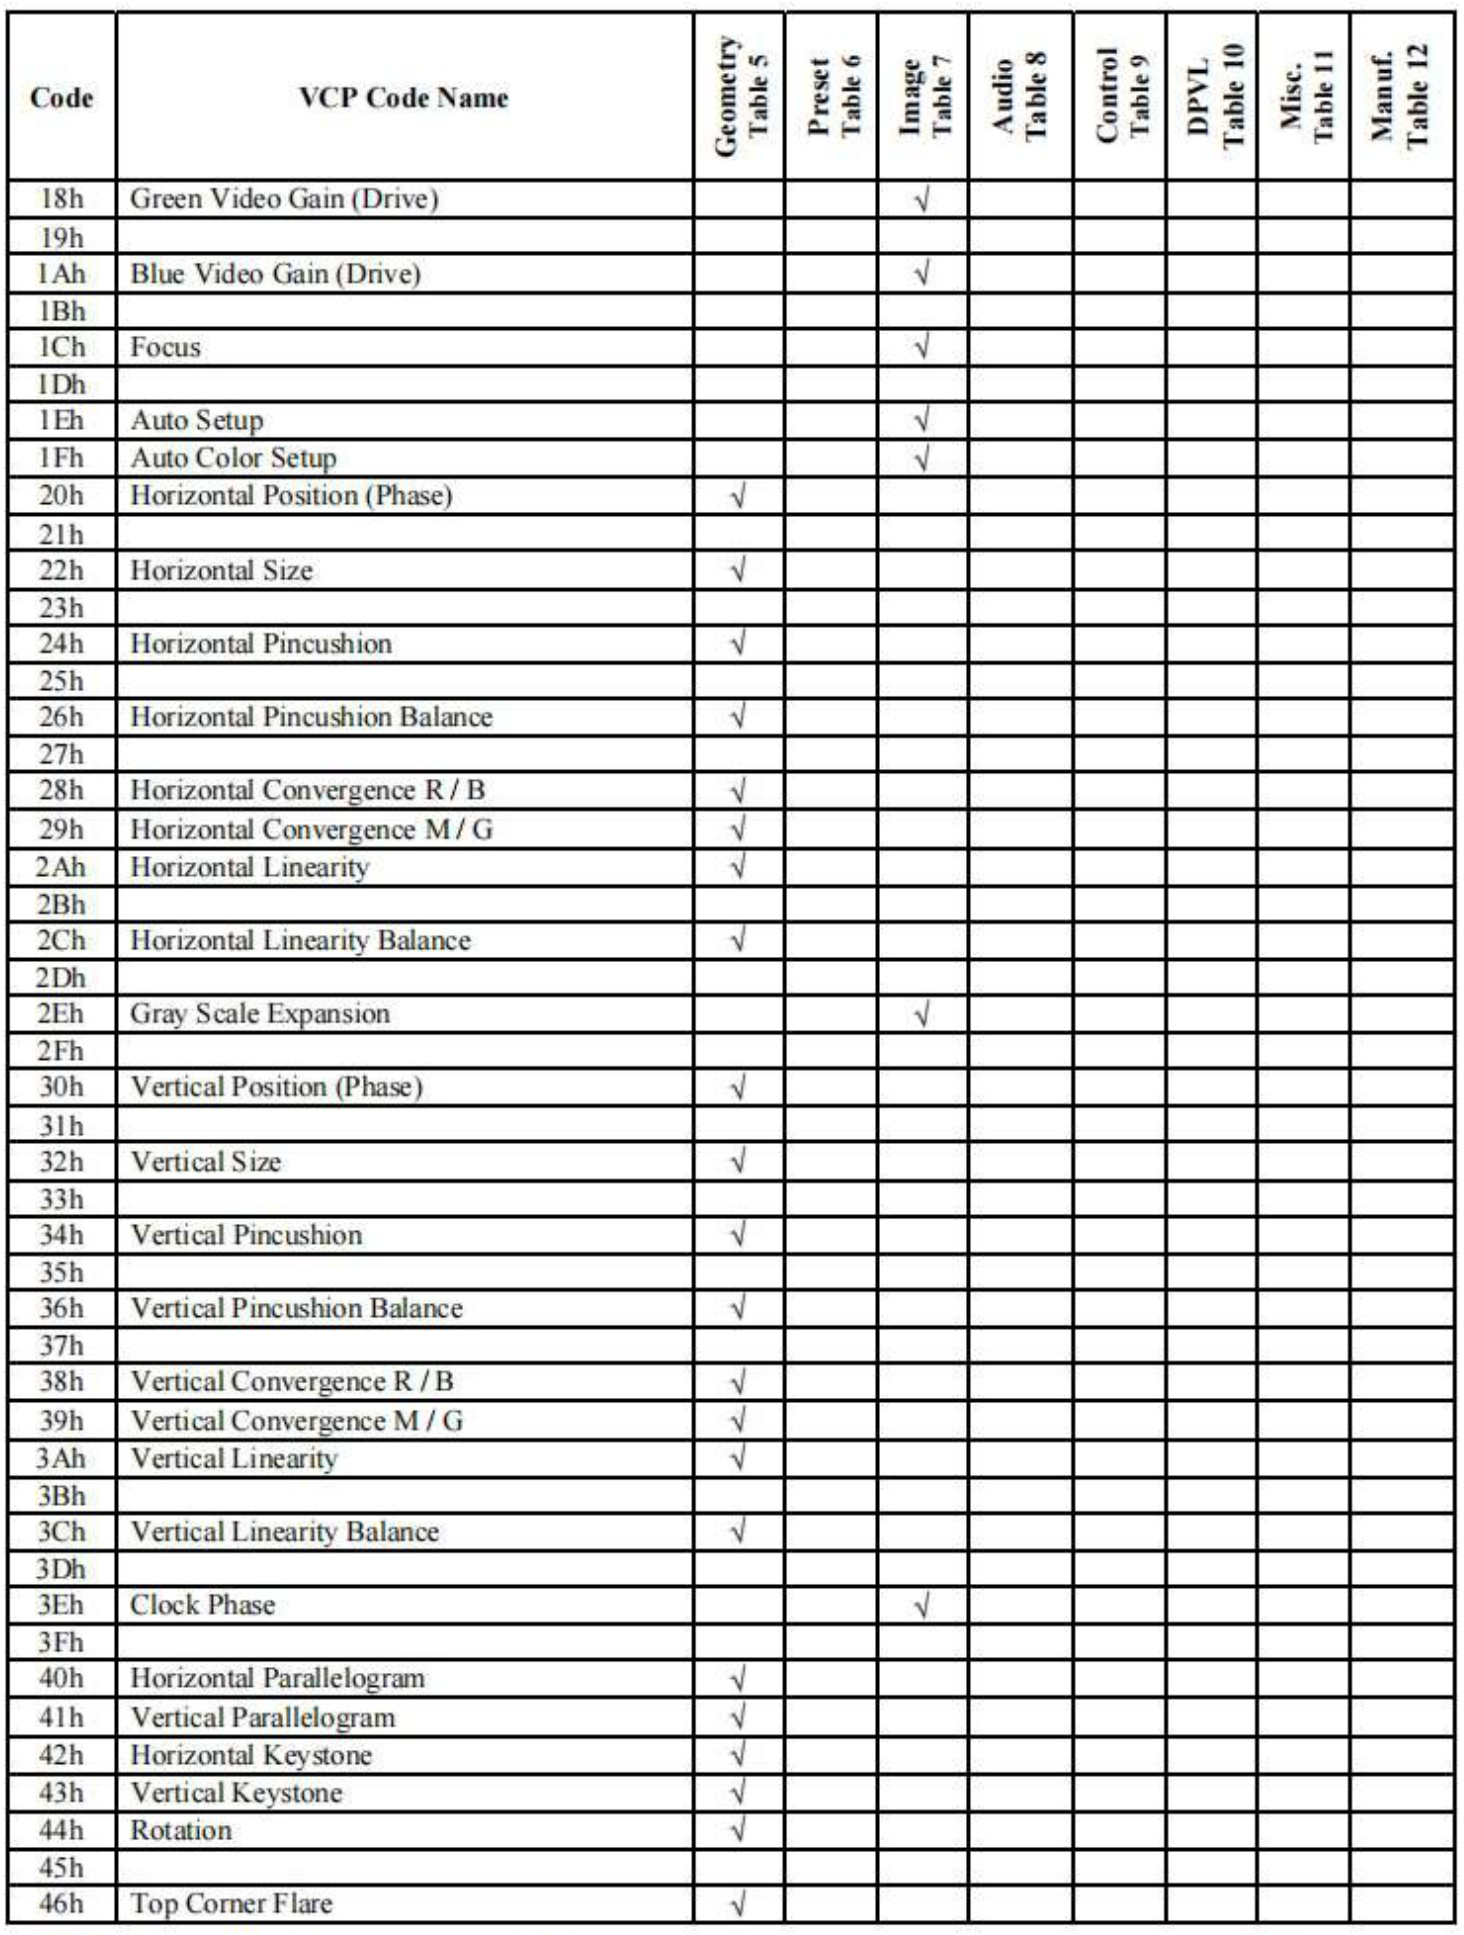 Code VCP Code Name Geometry Table 5 Preset Table 6 Image Table 7 Audio Table 8 Control Table 9 DPVL Table 10 Misc. Table 11 Manuf. Table 12
18h Green Video Gain (Drive) √
19h
1Ah Blue Video Gain (Drive) √
1Bh
1Ch Focus √
1Dh
1Eh Auto Setup √
1Fh Auto Color Setup √
20h Horizontal Position (Phase) √
21h
22h Horizontal Size √
23h
24h Horizontal Pincushion √
25h
26h Horizontal Pincushion Balance √
27h
28h Horizontal Convergence R / B √
29h Horizontal Convergence M / G √
2Ah Horizontal Linearity √
2Bh
2Ch Horizontal Linearity Balance √
2Dh
2Eh Gray Scale Expansion √
2Fh
30h Vertical Position (Phase) √
31h
32h Vertical Size √
33h
34h Vertical Pincushion √
35h
36h Vertical Pincushion Balance √
37h
38h Vertical Convergence R / B √
39h Vertical Convergence M / G √
3Ah Vertical Linearity √
3Bh
3Ch Vertical Linearity Balance √
3Dh
3Eh Clock Phase √
3Fh
40h Horizontal Parallelogram √
41h Vertical Parallelogram √
42h Horizontal Keystone √
43h Vertical Keystone √
44h Rotation √
45h
46h Top Corner Flare √